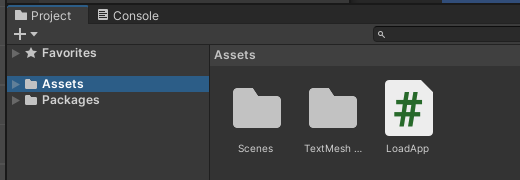 Project
Console
Favorites
Assets
Packages
Assets
Scenes
TextMesh ...
LoadApp